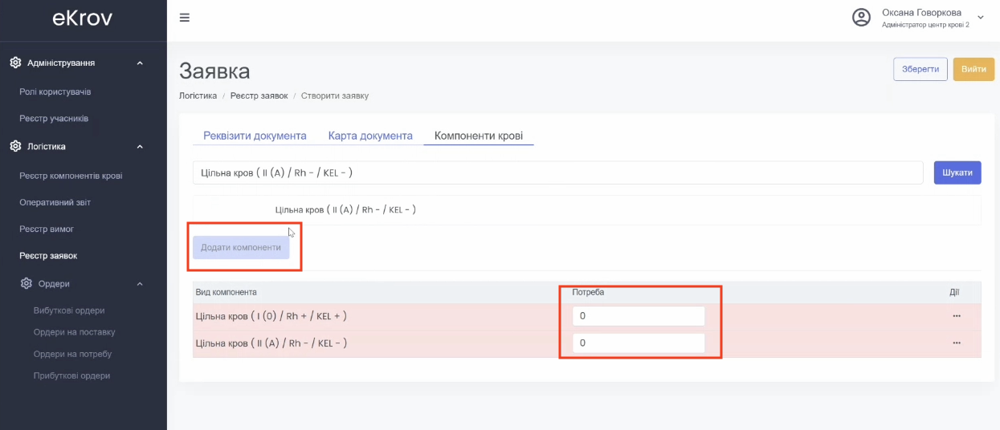 eKrov
Оксана Говоркова
Адміністратор центр крові 2
Адміністрування
Ролі користувачів
Реєстр учасників
Логістика
Реєстр компонентів крові
Оперативний звіт
Реєстр вимог
Реєстр заявок
Ордери
Вибуткові ордери
Ордери на поставку
Ордери на потребу
Прибуткові ордери
Заявка
Зберегти
Вийти
Логістика / Реєстр заявок / Створити заявку
Реквізити документа Карта документа Компоненти крові
Цільна кров ( II (A) / Rh - / KEL - )
Шукати
Цільна кров ( II (A) / Rh - / KEL - )
Додати компоненти
Вид компонента Потреба Дії
Цільна кров ( I (0) / Rh + / KEL + ) 0 ...
Цільна кров ( II (A) / Rh - / KEL - ) 0 ...